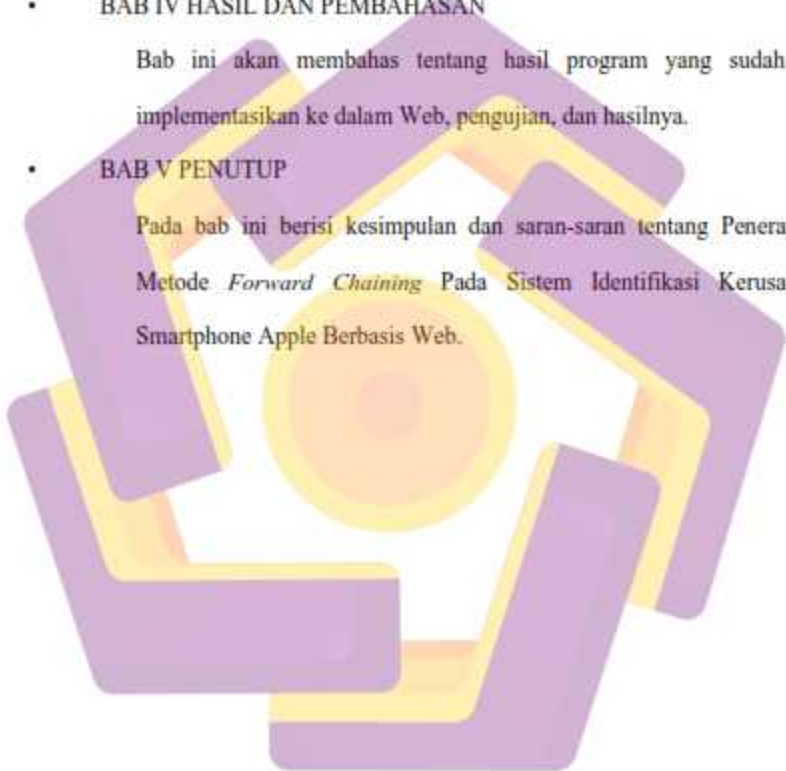 • BAB IV HASIL DAN PEMBAHASAN
Bab ini akan membahas tentang hasil program yang sudah
implementasikan ke dalam Web, pengujian, dan hasilnya.
• BAB V PENUTUP
Pada bab ini berisi kesimpulan dan saran-saran tentang Penera
Metode Forward Chaining Pada Sistem Identifikasi Kerusa
Smartphone Apple Berbasis Web.